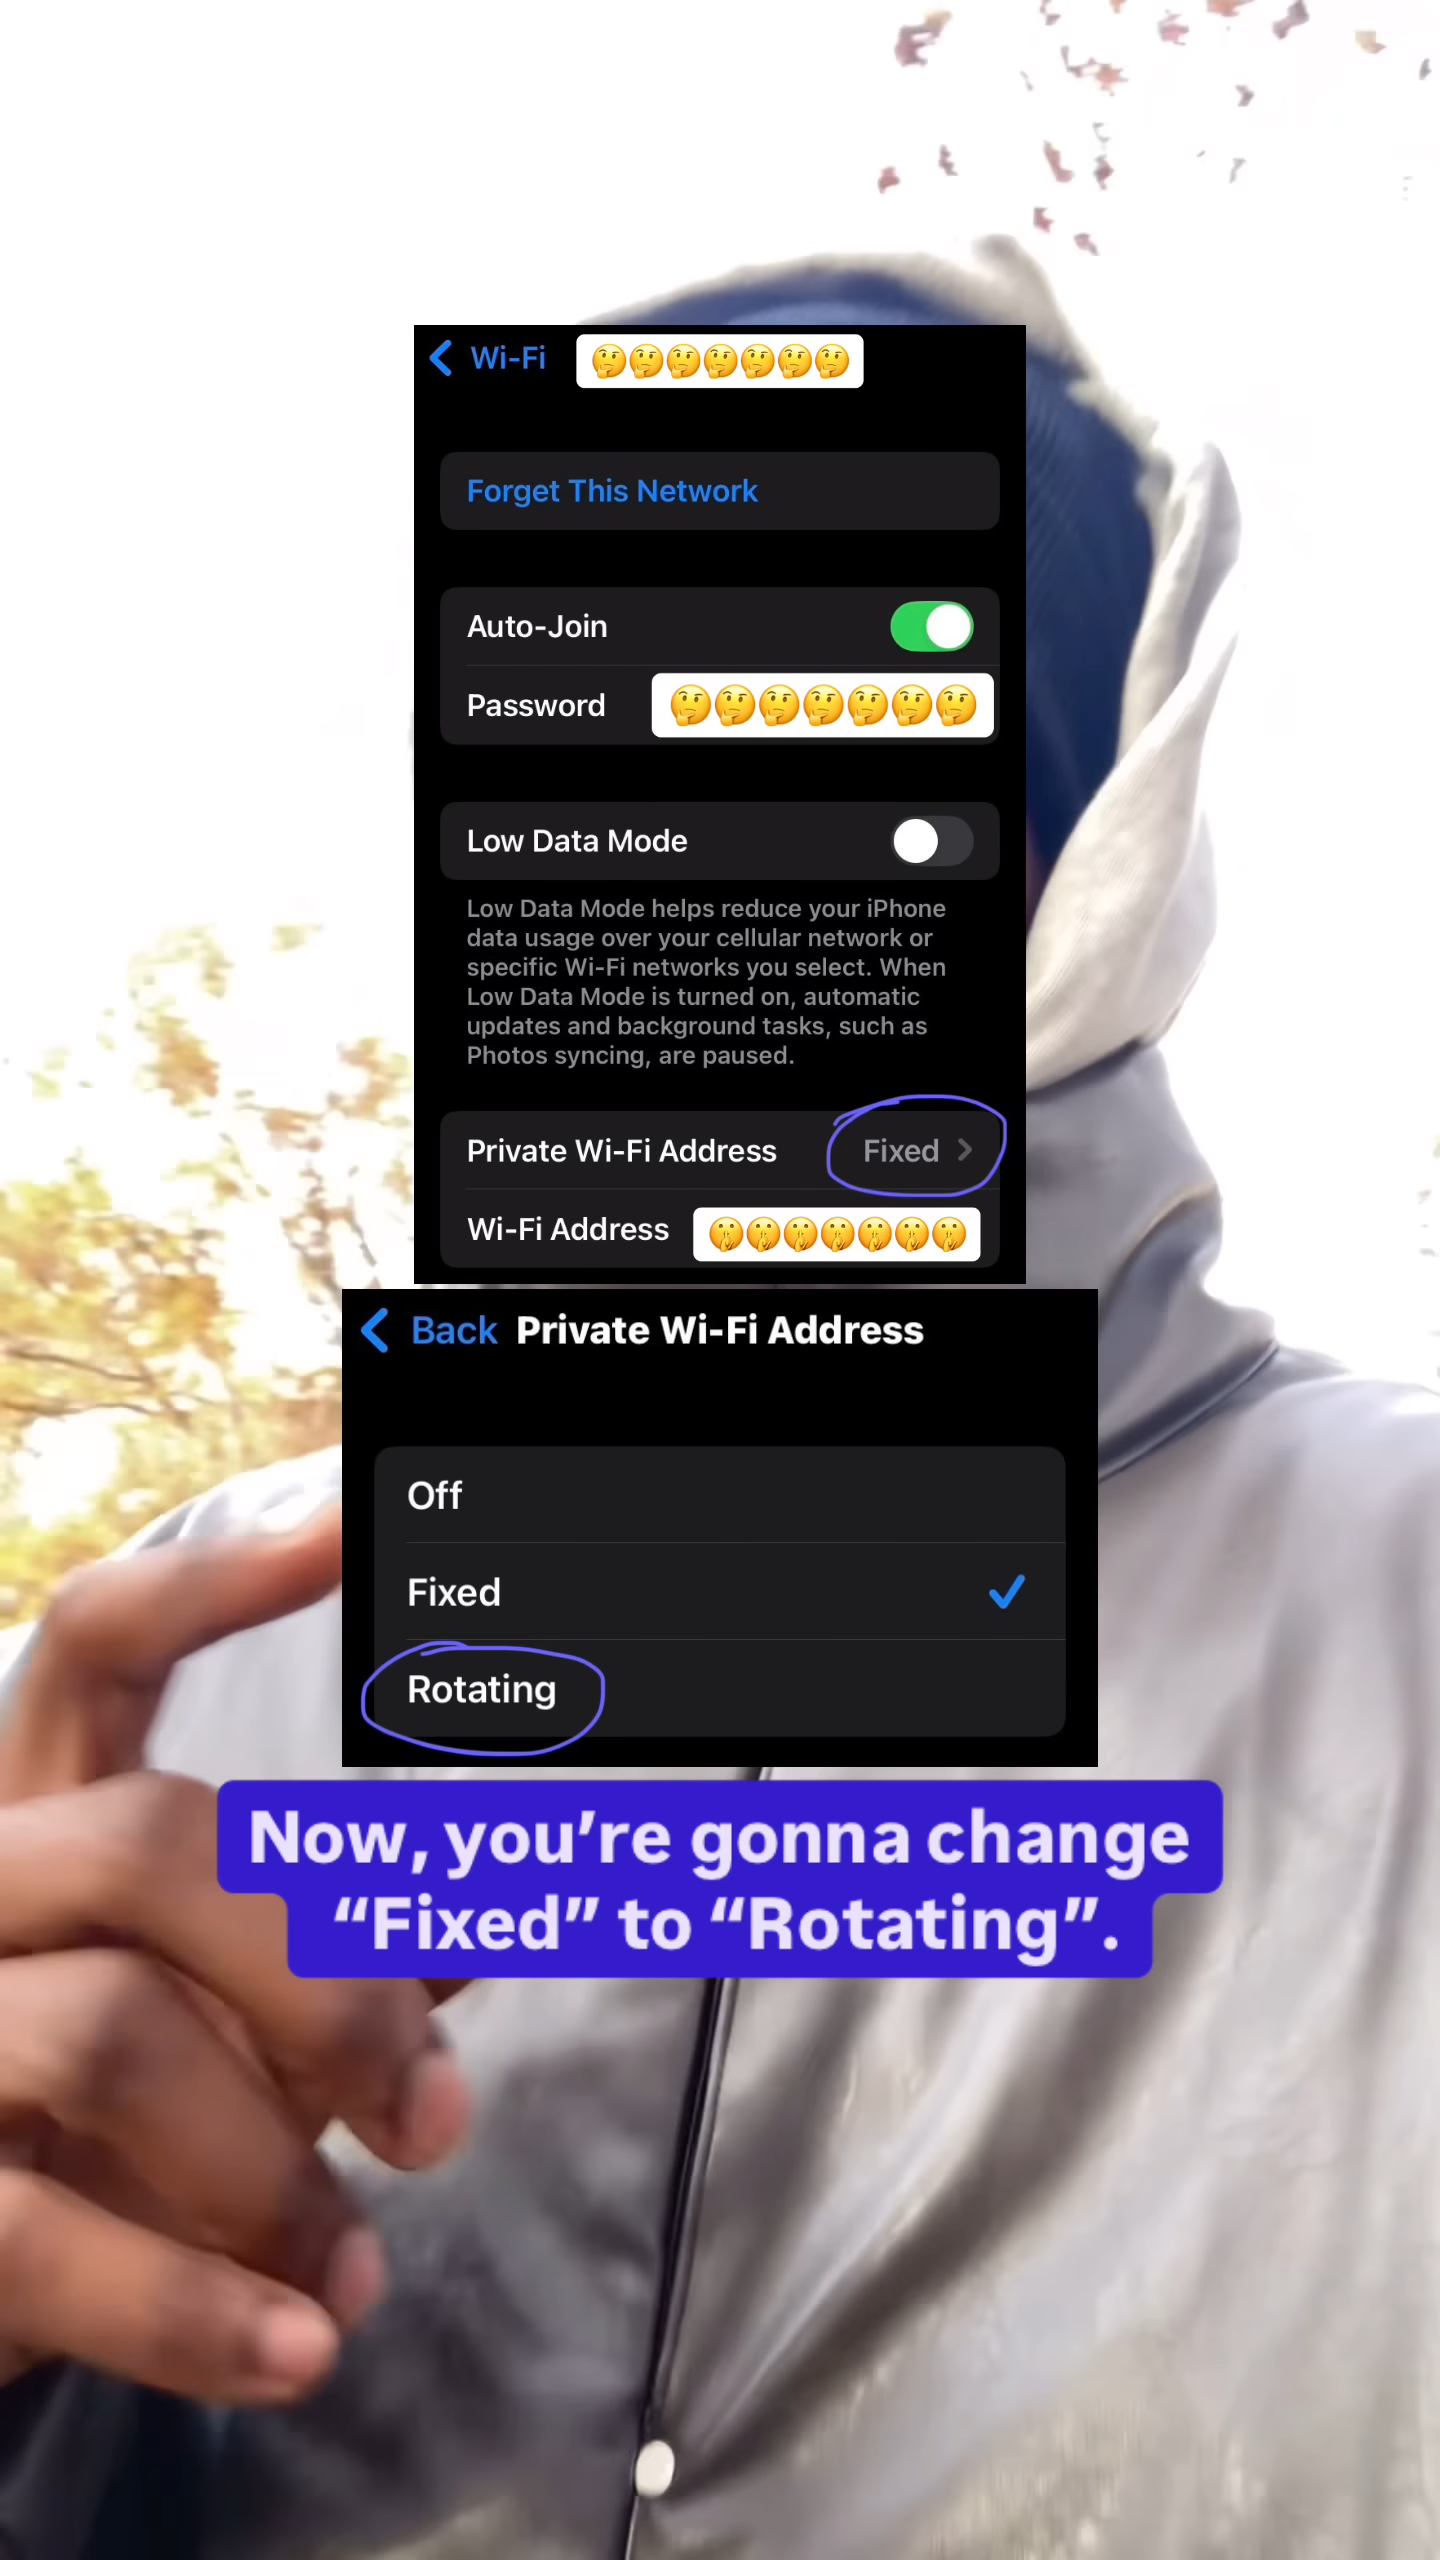 Wi-Fi 🤔🤔🤔🤔🤔🤔🤔
Forget This Network
Auto-Join
Password 🤔🤔🤔🤔🤔🤔🤔
Low Data Mode
Low Data Mode helps reduce your iPhone
data usage over your cellular network or
specific Wi-Fi networks you select. When
Low Data Mode is turned on, automatic
updates and background tasks, such as
Photos syncing, are paused.
Private Wi-Fi Address Fixed
Wi-Fi Address 🤫🤫🤫🤫🤫🤫🤫
Back Private Wi-Fi Address
Off
Fixed
Rotating
Now, you’re gonna change
“Fixed” to “Rotating”.